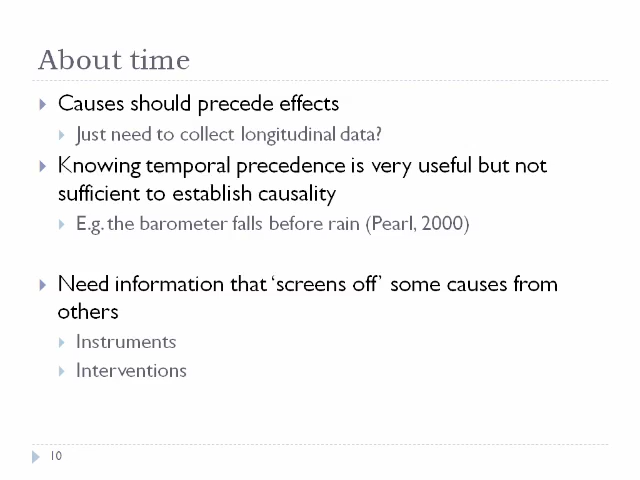 About time
Causes should precede effects
Just need to collect longitudinal data?
Knowing temporal precedence is very useful but not
sufficient to establish causality
E.g. the barometer falls before rain (Pearl, 2000)
Need information that ‘screens off’ some causes from
others
Instruments
Interventions
10